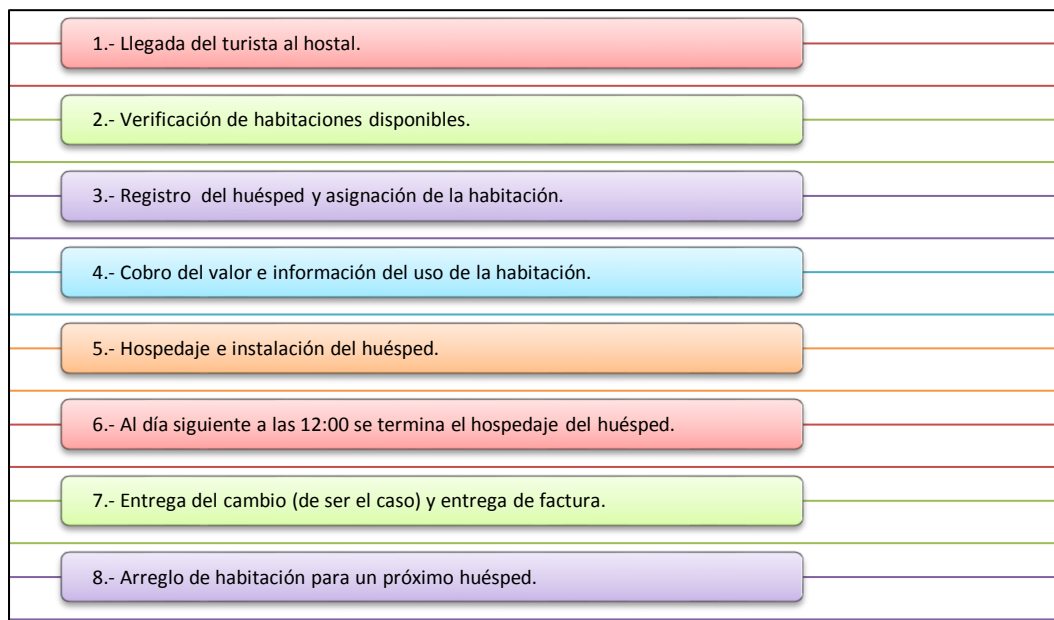 1.- Llegada del turista al hostal.
2.- Verificación de habitaciones disponibles.
3.- Registro del huésped y asignación de la habitación.
4.- Cobro del valor e información del uso de la habitación.
5.- Hospedaje e instalación del huésped.
6.- Al día siguiente a las 12:00 se termina el hospedaje del huésped.
7.- Entrega del cambio (de ser el caso) y entrega de factura.
8.- Arreglo de habitación para un próximo huésped.